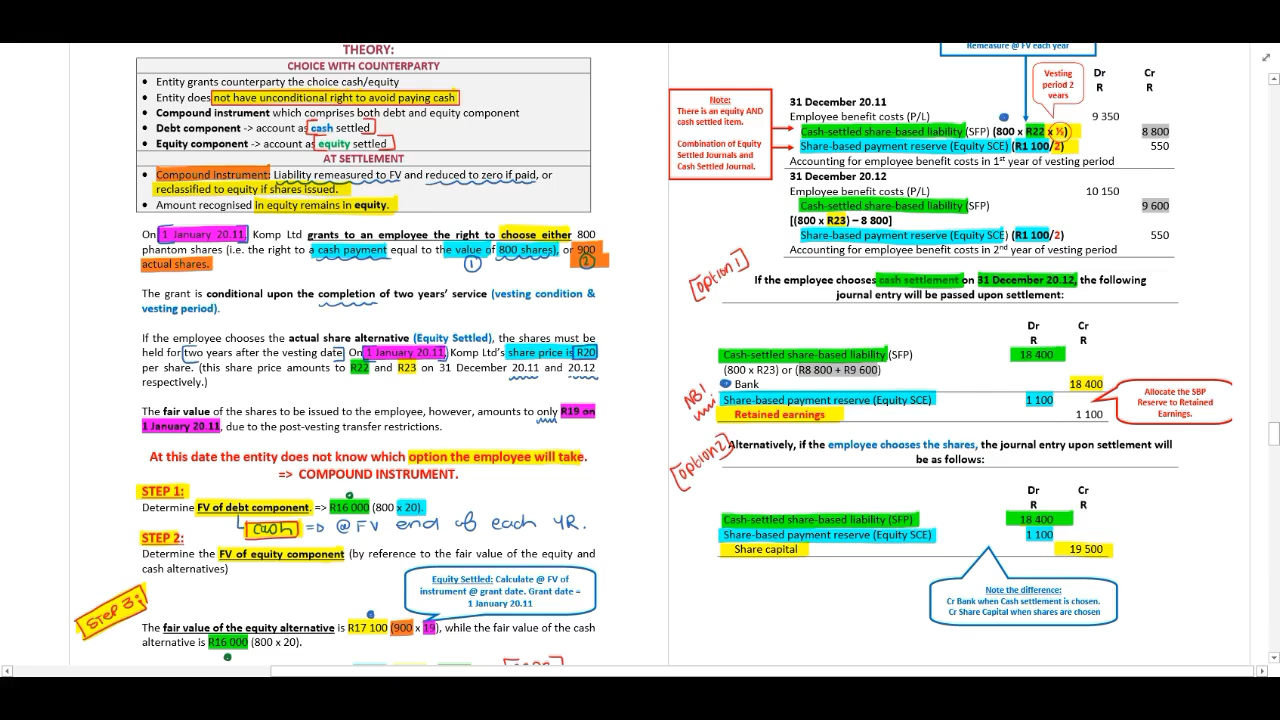 THEORY:
CHOICE WITH COUNTERPARTY
• Entity grants counterparty the choice cash/equity
• Entity does not have unconditional right to avoid paying cash
• Compound instrument which comprises both debt and equity component
• Debt component -> account as cash settled
• Equity component -> account as equity settled
AT SETTLEMENT
• Compound instrument: Liability remeasured to FV and reduced to zero if paid, or
reclassified to equity if shares issued.
• Amount recognised in equity remains in equity.
On 1 January 20.11, Komp Ltd grants to an employee the right to choose either 800
phantom shares (i.e. the right to a cash payment equal to the value of 800 shares), or 900
actual shares.
1
2
The grant is conditional upon the completion of two years' service (vesting condition &
vesting period).
If the employee chooses the actual share alternative (Equity Settled), the shares must be
held for two years after the vesting date. On 1 January 20.11, Komp Ltd's share price is R20
per share. (this share price amounts to R22 and R23 on 31 December 20.11 and 20.12
respectively.)
The fair value of the shares to be issued to the employee, however, amounts to only R19 on
1 January 20.11, due to the post-vesting transfer restrictions.
At this date the entity does not know which option the employee will take.
=> COMPOUND INSTRUMENT.
STEP 1:
Determine FV of debt component. => R16 000 (800 x 20).
cash => @ FV end of each YR.
STEP 2:
Determine the FV of equity component (by reference to the fair value of the equity and
cash alternatives)
Equity Settled: Calculate @ FV of
instrument @ grant date. Grant date =
1 January 20.11
STEP 3:
The fair value of the equity alternative is R17 100 (900 x 19), while the fair value of the cash
alternative is R16 000 (800 x 20).
Remeasure @ FV each year
Vesting
period 2
years
Dr Cr
R R
Note:
There is an equity AND
cash settled item.
Combination of Equity
Settled Journals and
Cash Settled Journal.
31 December 20.11
Employee benefit costs (P/L) 9 350
Cash-settled share-based liability (SFP) (800 x R22 x ½) 8 800
Share-based payment reserve (Equity SCE) (R1 100/2) 550
Accounting for employee benefit costs in 1st year of vesting period
31 December 20.12
Employee benefit costs (P/L) 10 150
Cash-settled share-based liability (SFP) 9 600
[(800 x R23) – 8 800]
Share-based payment reserve (Equity SCE) (R1 100/2) 550
Accounting for employee benefit costs in 2nd year of vesting period
[option 1]
If the employee chooses cash settlement on 31 December 20.12, the following
journal entry will be passed upon settlement:
Dr Cr
R R
Cash-settled share-based liability (SFP) 18 400
(800 x R23) or (R8 800 + R9 600)
Bank 18 400
NB!
Share-based payment reserve (Equity SCE) 1 100
Retained earnings 1 100
Allocate the SBP
Reserve to Retained
Earnings.
[option 2]
Alternatively, if the employee chooses the shares, the journal entry upon settlement will
be as follows:
Dr Cr
R R
Cash-settled share-based liability (SFP) 18 400
Share-based payment reserve (Equity SCE) 1 100
Share capital 19 500
Note the difference:
Cr Bank when Cash settlement is chosen.
Cr Share Capital when shares are chosen